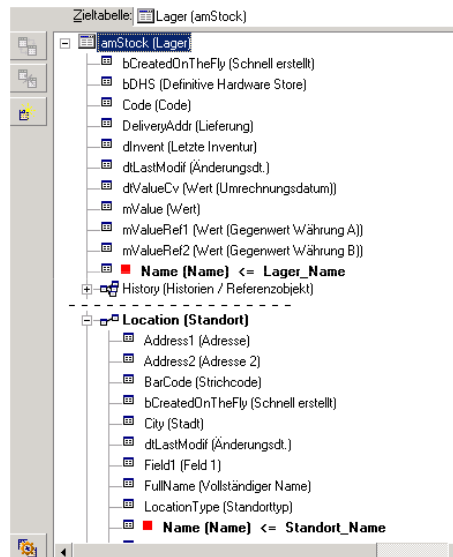 Zieltabelle: Lager (amStock)
amStock (Lager)
bCreatedOnTheFly (Schnell erstellt)
bDHS (Definitive Hardware Store)
Code (Code)
DeliveryAddr (Lieferung)
dInvent (Letzte Inventur)
dtLastModif (Änderungsdt.)
dtValueCv (Wert (Umrechnungsdatum))
mValue (Wert)
mValueRef1 (Wert (Gegenwert Währung A))
mValueRef2 (Wert (Gegenwert Währung B))
Name (Name) <= Lager_Name
History (Historien / Referenzobjekt)
Location (Standort)
Address1 (Adresse)
Address2 (Adresse 2)
BarCode (Strichcode)
bCreatedOnTheFly (Schnell erstellt)
City (Stadt)
dtLastModif (Änderungsdt.)
Field1 (Feld 1)
FullName (Vollständiger Name)
LocationType (Standorttyp)
Name (Name) <= Standort_Name